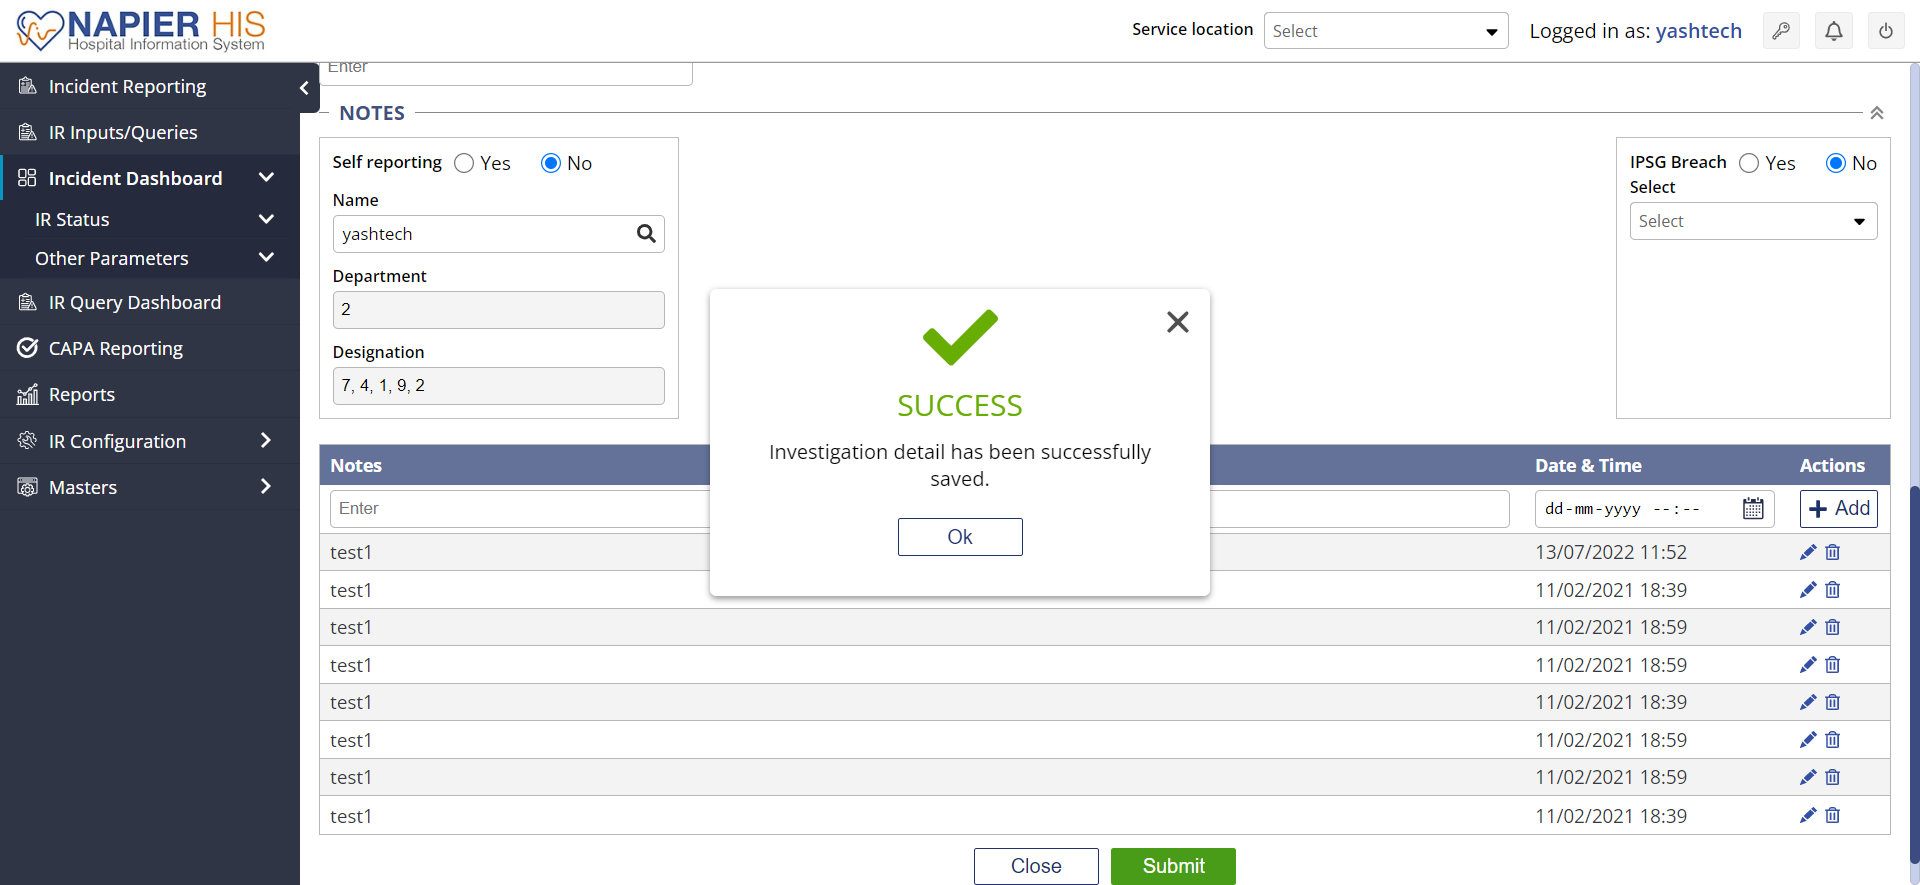 NAPIER HIS
Hospital Information System
Service location
Select
Logged in as: yashtech
Incident Reporting
IR Inputs/Queries
Incident Dashboard
IR Status
Other Parameters
IR Query Dashboard
CAPA Reporting
Reports
IR Configuration
Masters
Enter
NOTES
Self reporting Yes No
Name
yashtech
Department
2
Designation
7, 4, 1, 9, 2
IPSG Breach Yes No
Select
Select
SUCCESS
Investigation detail has been successfully
saved.
Ok
Notes Date & Time Actions
Enter dd-mm-yyyy --:-- Add
test1 13/07/2022 11:52
test1 11/02/2021 18:39
test1 11/02/2021 18:59
test1 11/02/2021 18:59
test1 11/02/2021 18:39
test1 11/02/2021 18:59
test1 11/02/2021 18:59
test1 11/02/2021 18:39
Close Submit